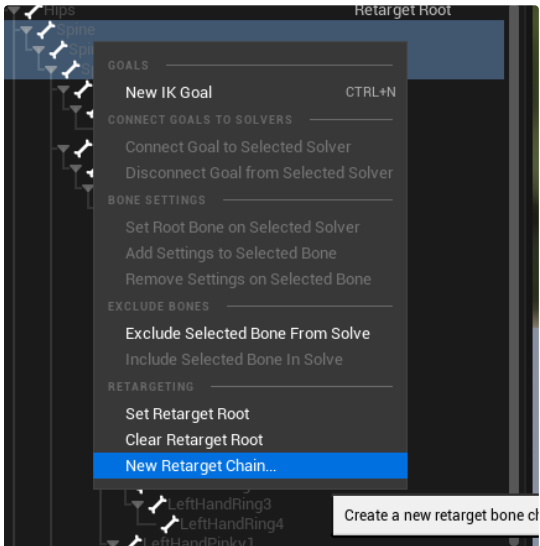 Hips Retarget Root
Spine
GOALS
New IK Goal CTRL+N
CONNECT GOALS TO SOLVERS
Connect Goal to Selected Solver
Disconnect Goal from Selected Solver
BONE SETTINGS
Set Root Bone on Selected Solver
Add Settings to Selected Bone
Remove Settings on Selected Bone
EXCLUDE BONES
Exclude Selected Bone From Solve
Include Selected Bone In Solve
RETARGETING
Set Retarget Root
Clear Retarget Root
New Retarget Chain...
LeftHandRing3
Create a new retarget bone
LeftHandRing4
LeftHandPinky1